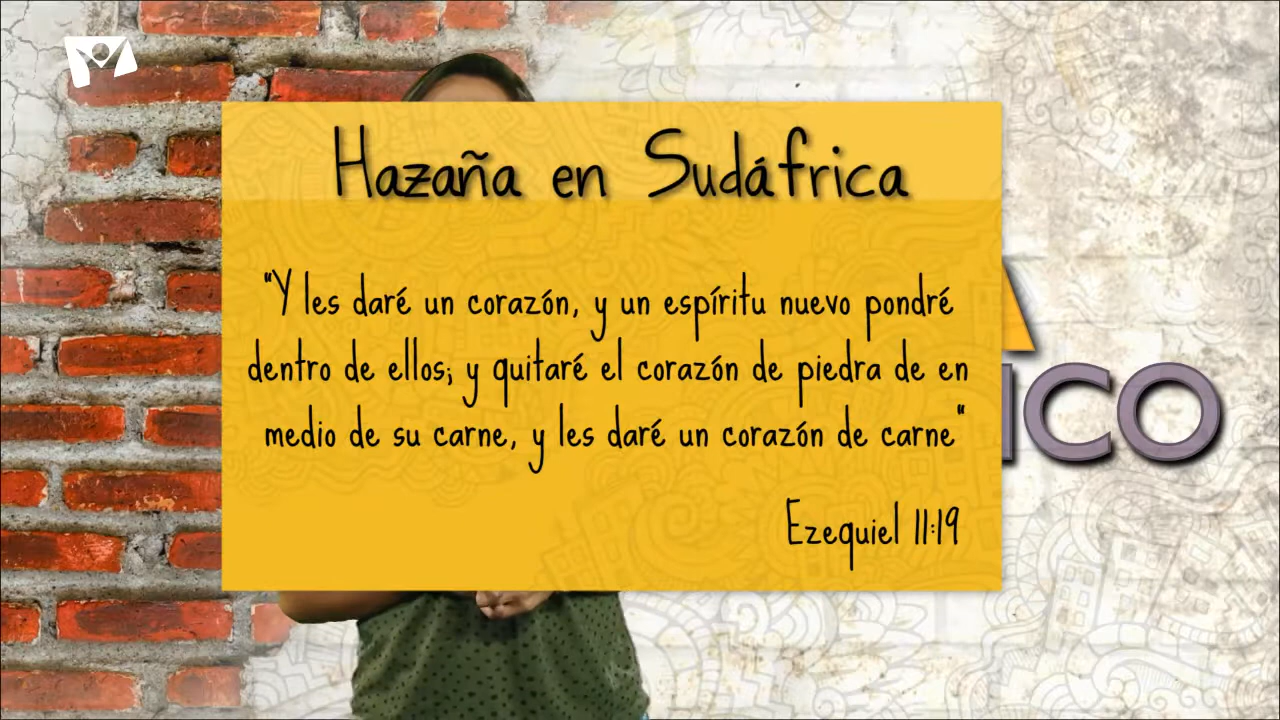 Hazaña en Sudáfrica
"Y les daré un corazón, y un espíritu nuevo pondré
dentro de ellos; y quitaré el corazón de piedra de en
medio de su carne, y les daré un corazón de carne"
Ezequiel 11:19